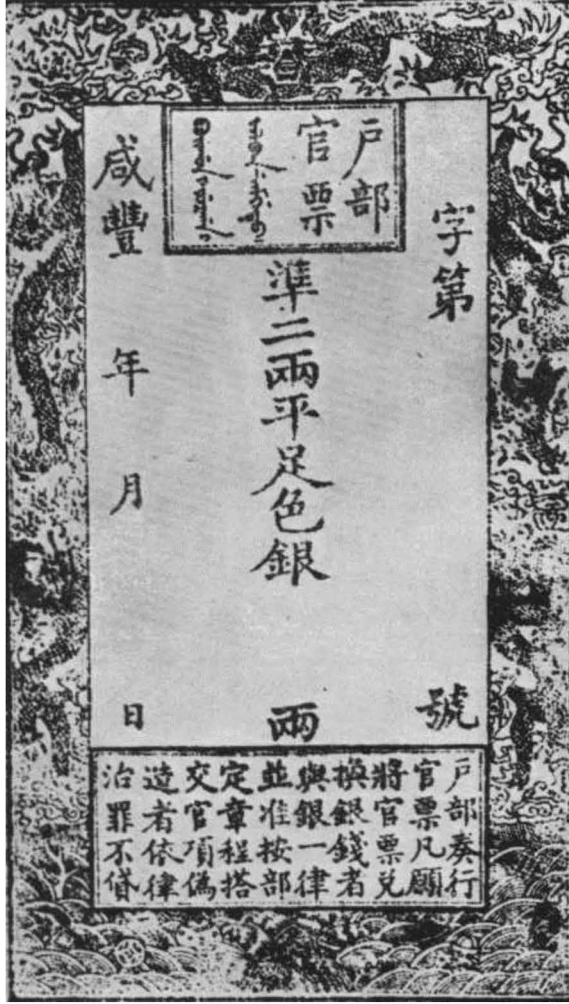 户部
官票
字第 號
準二兩平足色銀 兩
咸豐 年 月 日
户部奏行
官票凡願
將官票兌
換銀錢者
與銀一律
並准按部
定章程搭
交官項偽
造者依律
治罪不貸